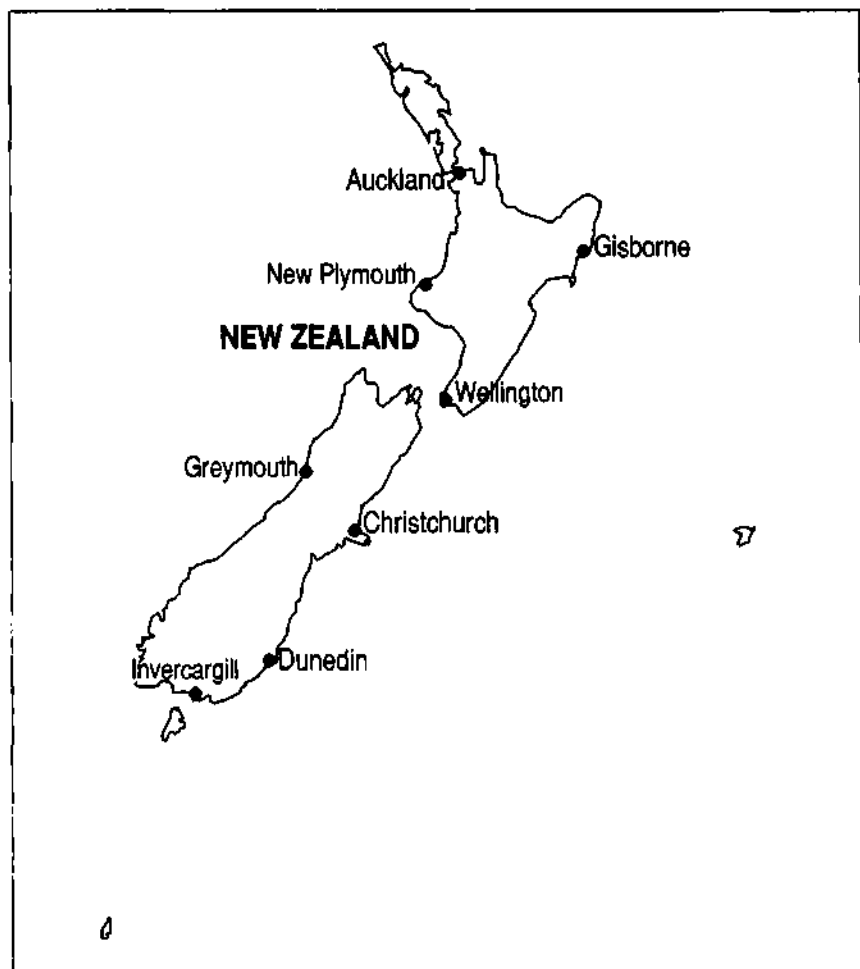 Auckland
Gisborne
New Plymouth
NEW ZEALAND
Wellington
Greymouth
Christchurch
Invercargill
Dunedin